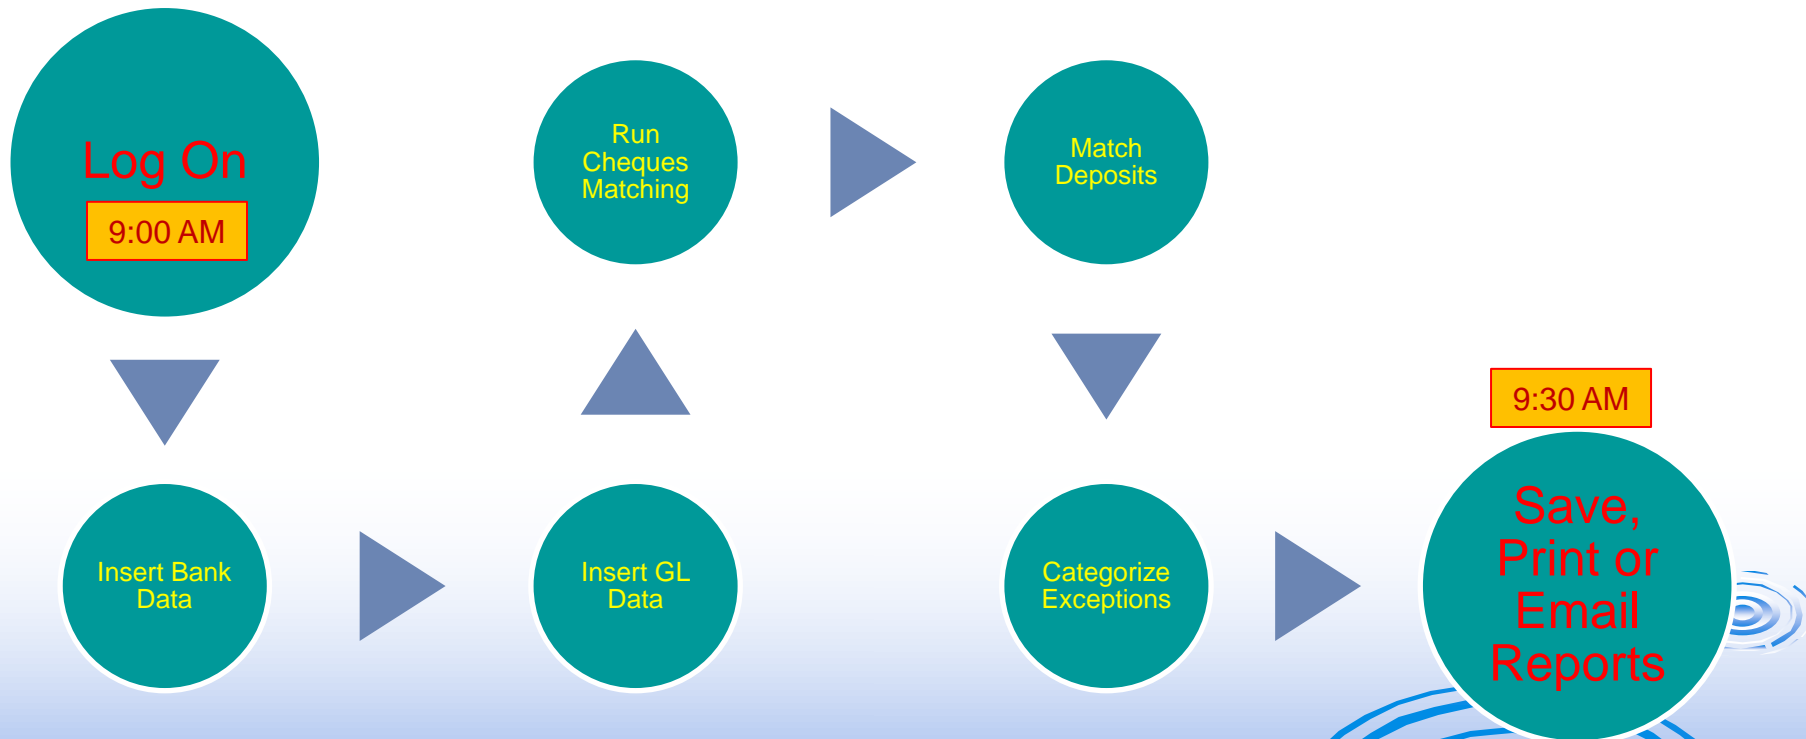 Log On
9:00 AM
Insert Bank
Data
Insert GL
Data
Run
Cheques
Matching
Match
Deposits
Categorize
Exceptions
9:30 AM
Save,
Print or
Email
Reports